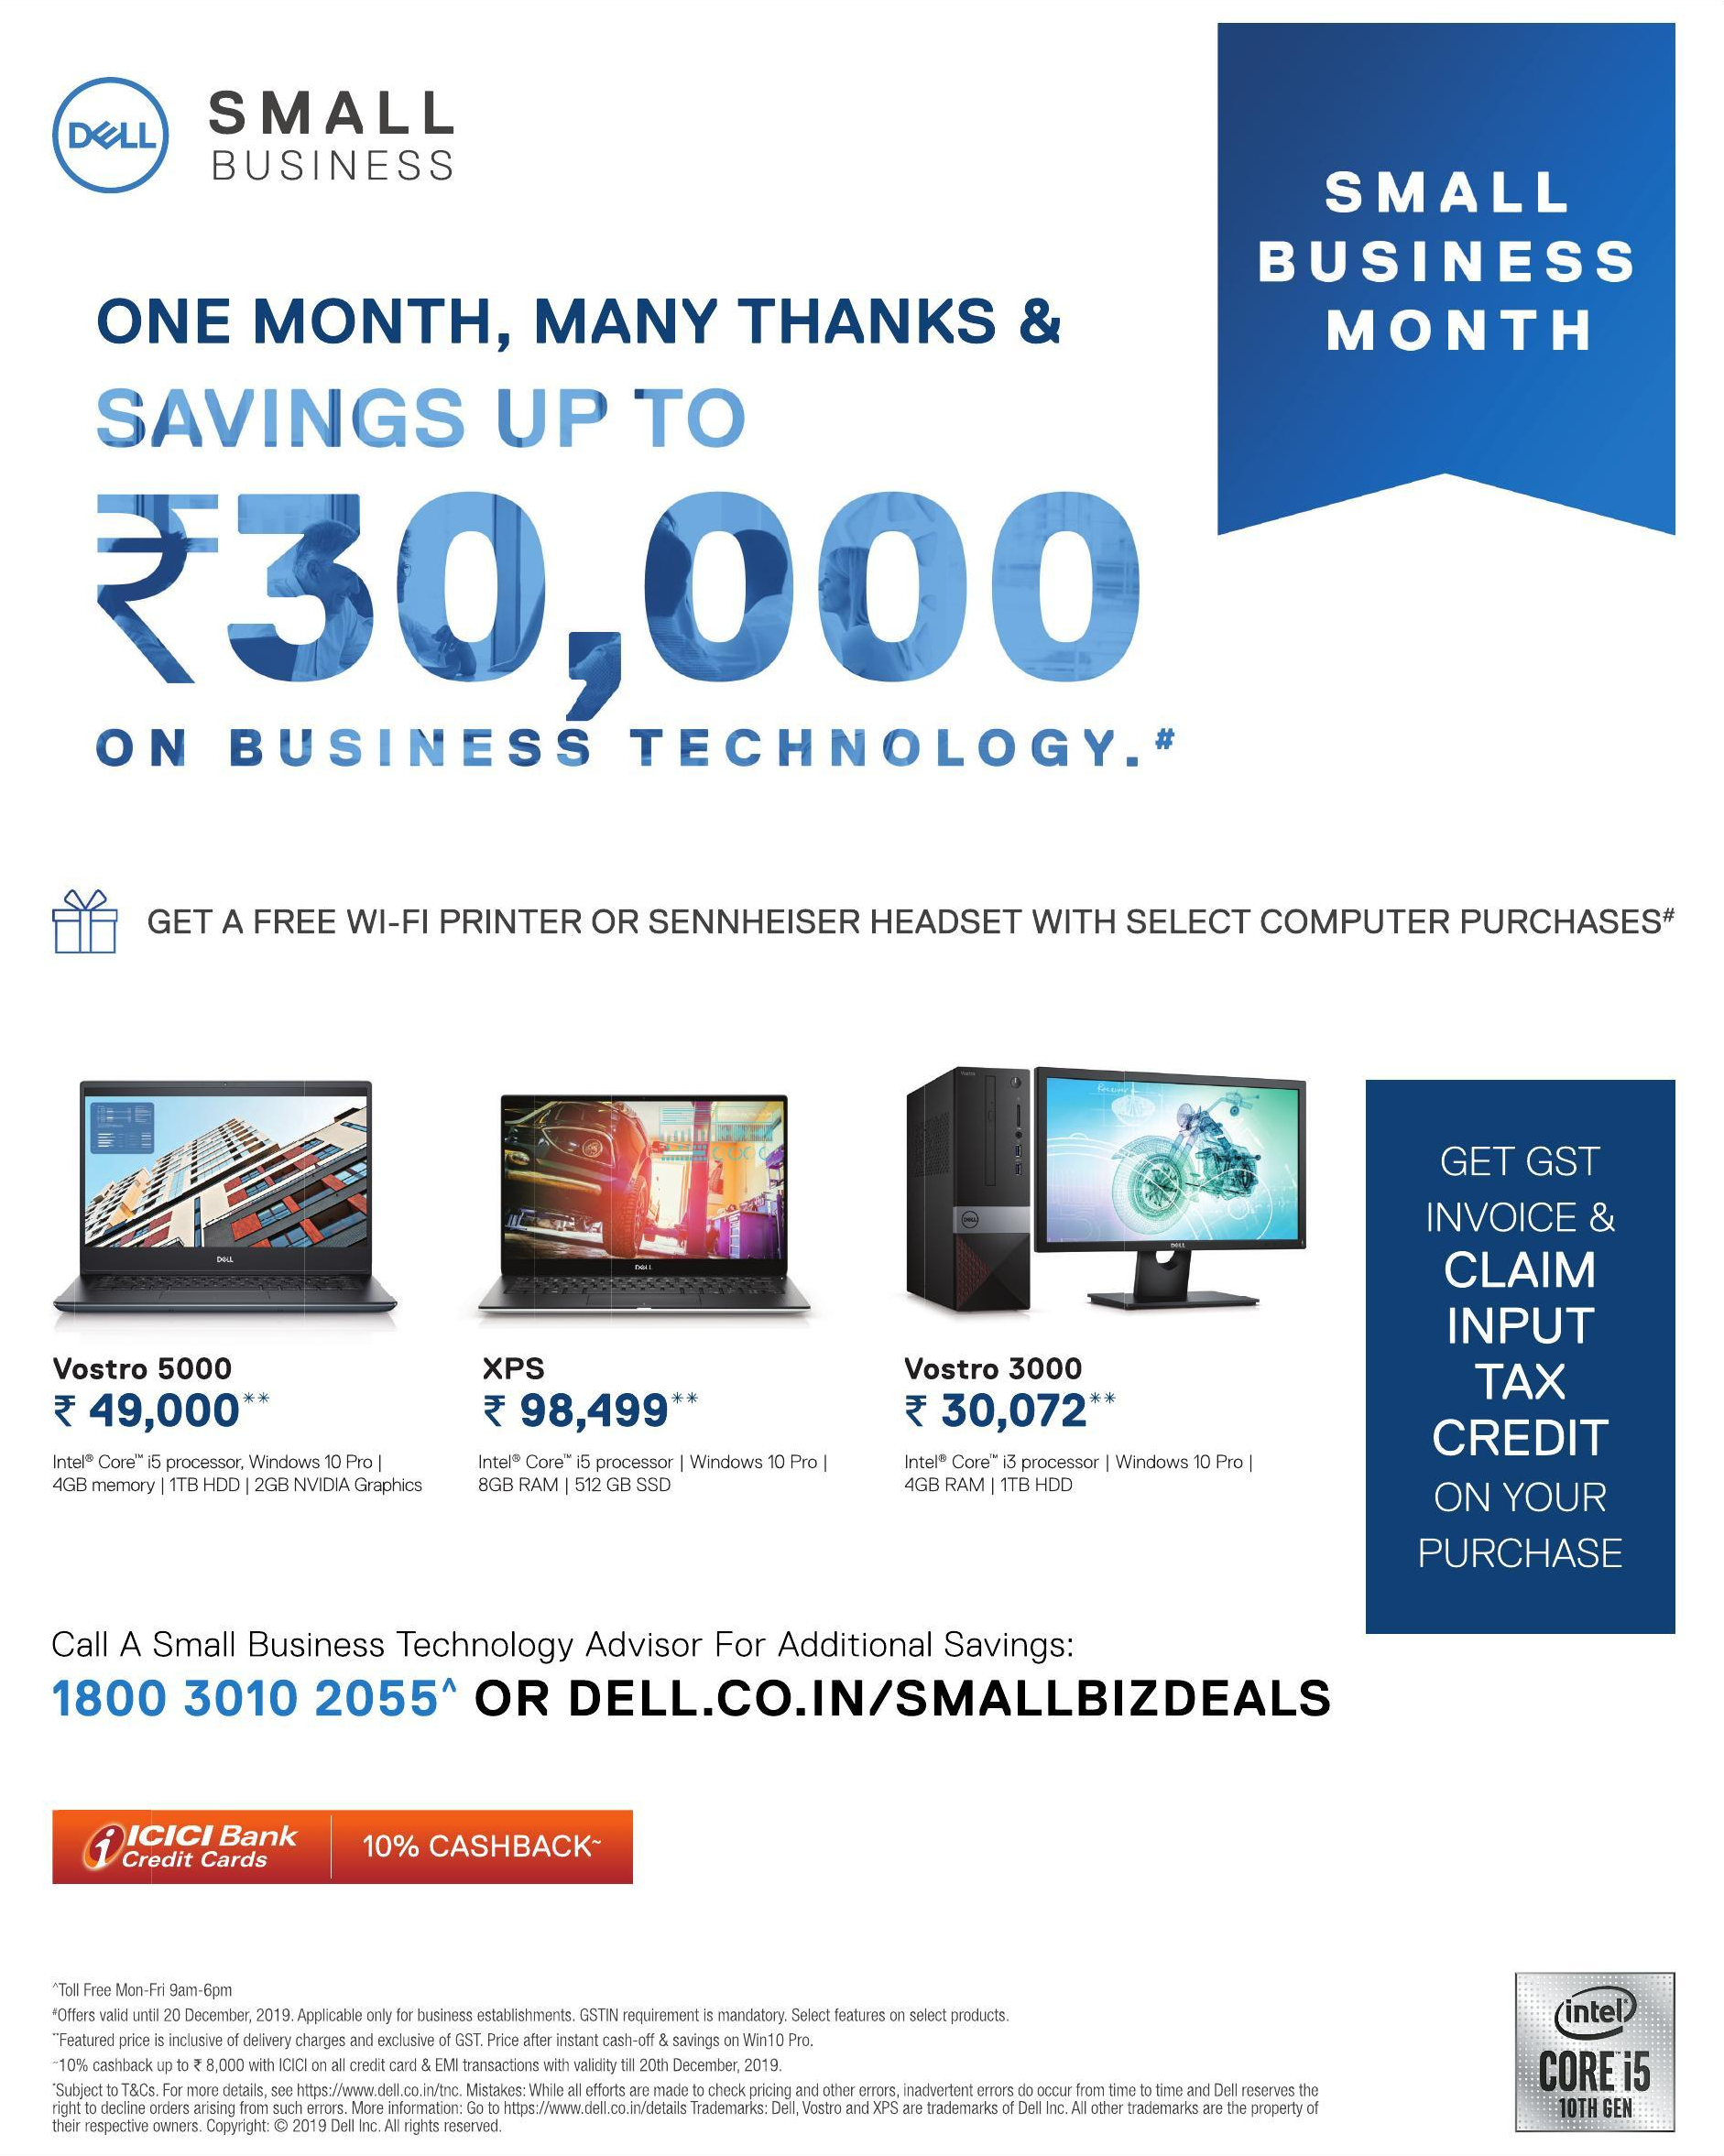 DELL
SMALL
BUSINESS
SMALL
BUSINESS
MONTH
ONE MONTH, MANY THANKS &
SAVINGS UP TO
₹30,000
ON BUSINESS TECHNOLOGY.#
GET A FREE WI-FI PRINTER OR SENNHEISER HEADSET WITH SELECT COMPUTER PURCHASES#
DELL
DELL
Vostro
DELL
DELL
Vostro 5000
₹ 49,000**
Intel® Core™ i5 processor, Windows 10 Pro |
4GB memory | 1TB HDD | 2GB NVIDIA Graphics
XPS
₹ 98,499**
Intel® Core™ i5 processor | Windows 10 Pro |
8GB RAM | 512 GB SSD
Vostro 3000
₹ 30,072**
Intel® Core™ i3 processor | Windows 10 Pro |
4GB RAM | 1TB HDD
GET GST
INVOICE &
CLAIM
INPUT
TAX
CREDIT
ON YOUR
PURCHASE
Call A Small Business Technology Advisor For Additional Savings:
1800 3010 2055^ OR DELL.CO.IN/SMALLBIZDEALS
ICICI Bank
Credit Cards
10% CASHBACK~
^Toll Free Mon-Fri 9am-6pm
#Offers valid until 20 December, 2019. Applicable only for business establishments. GSTIN requirement is mandatory. Select features on select products.
**Featured price is inclusive of delivery charges and exclusive of GST. Price after instant cash-off & savings on Win10 Pro.
~10% cashback up to ₹ 8,000 with ICICI on all credit card & EMI transactions with validity till 20th December, 2019.
*Subject to T&Cs. For more details, see https://www.dell.co.in/tnc. Mistakes: While all efforts are made to check pricing and other errors, inadvertent errors do occur from time to time and Dell reserves the
right to decline orders arising from such errors. More information: Go to https://www.dell.co.in/details Trademarks: Dell, Vostro and XPS are trademarks of Dell Inc. All other trademarks are the property of
their respective owners. Copyright: © 2019 Dell Inc. All rights reserved.
intel®
CORE™ i5
10TH GEN